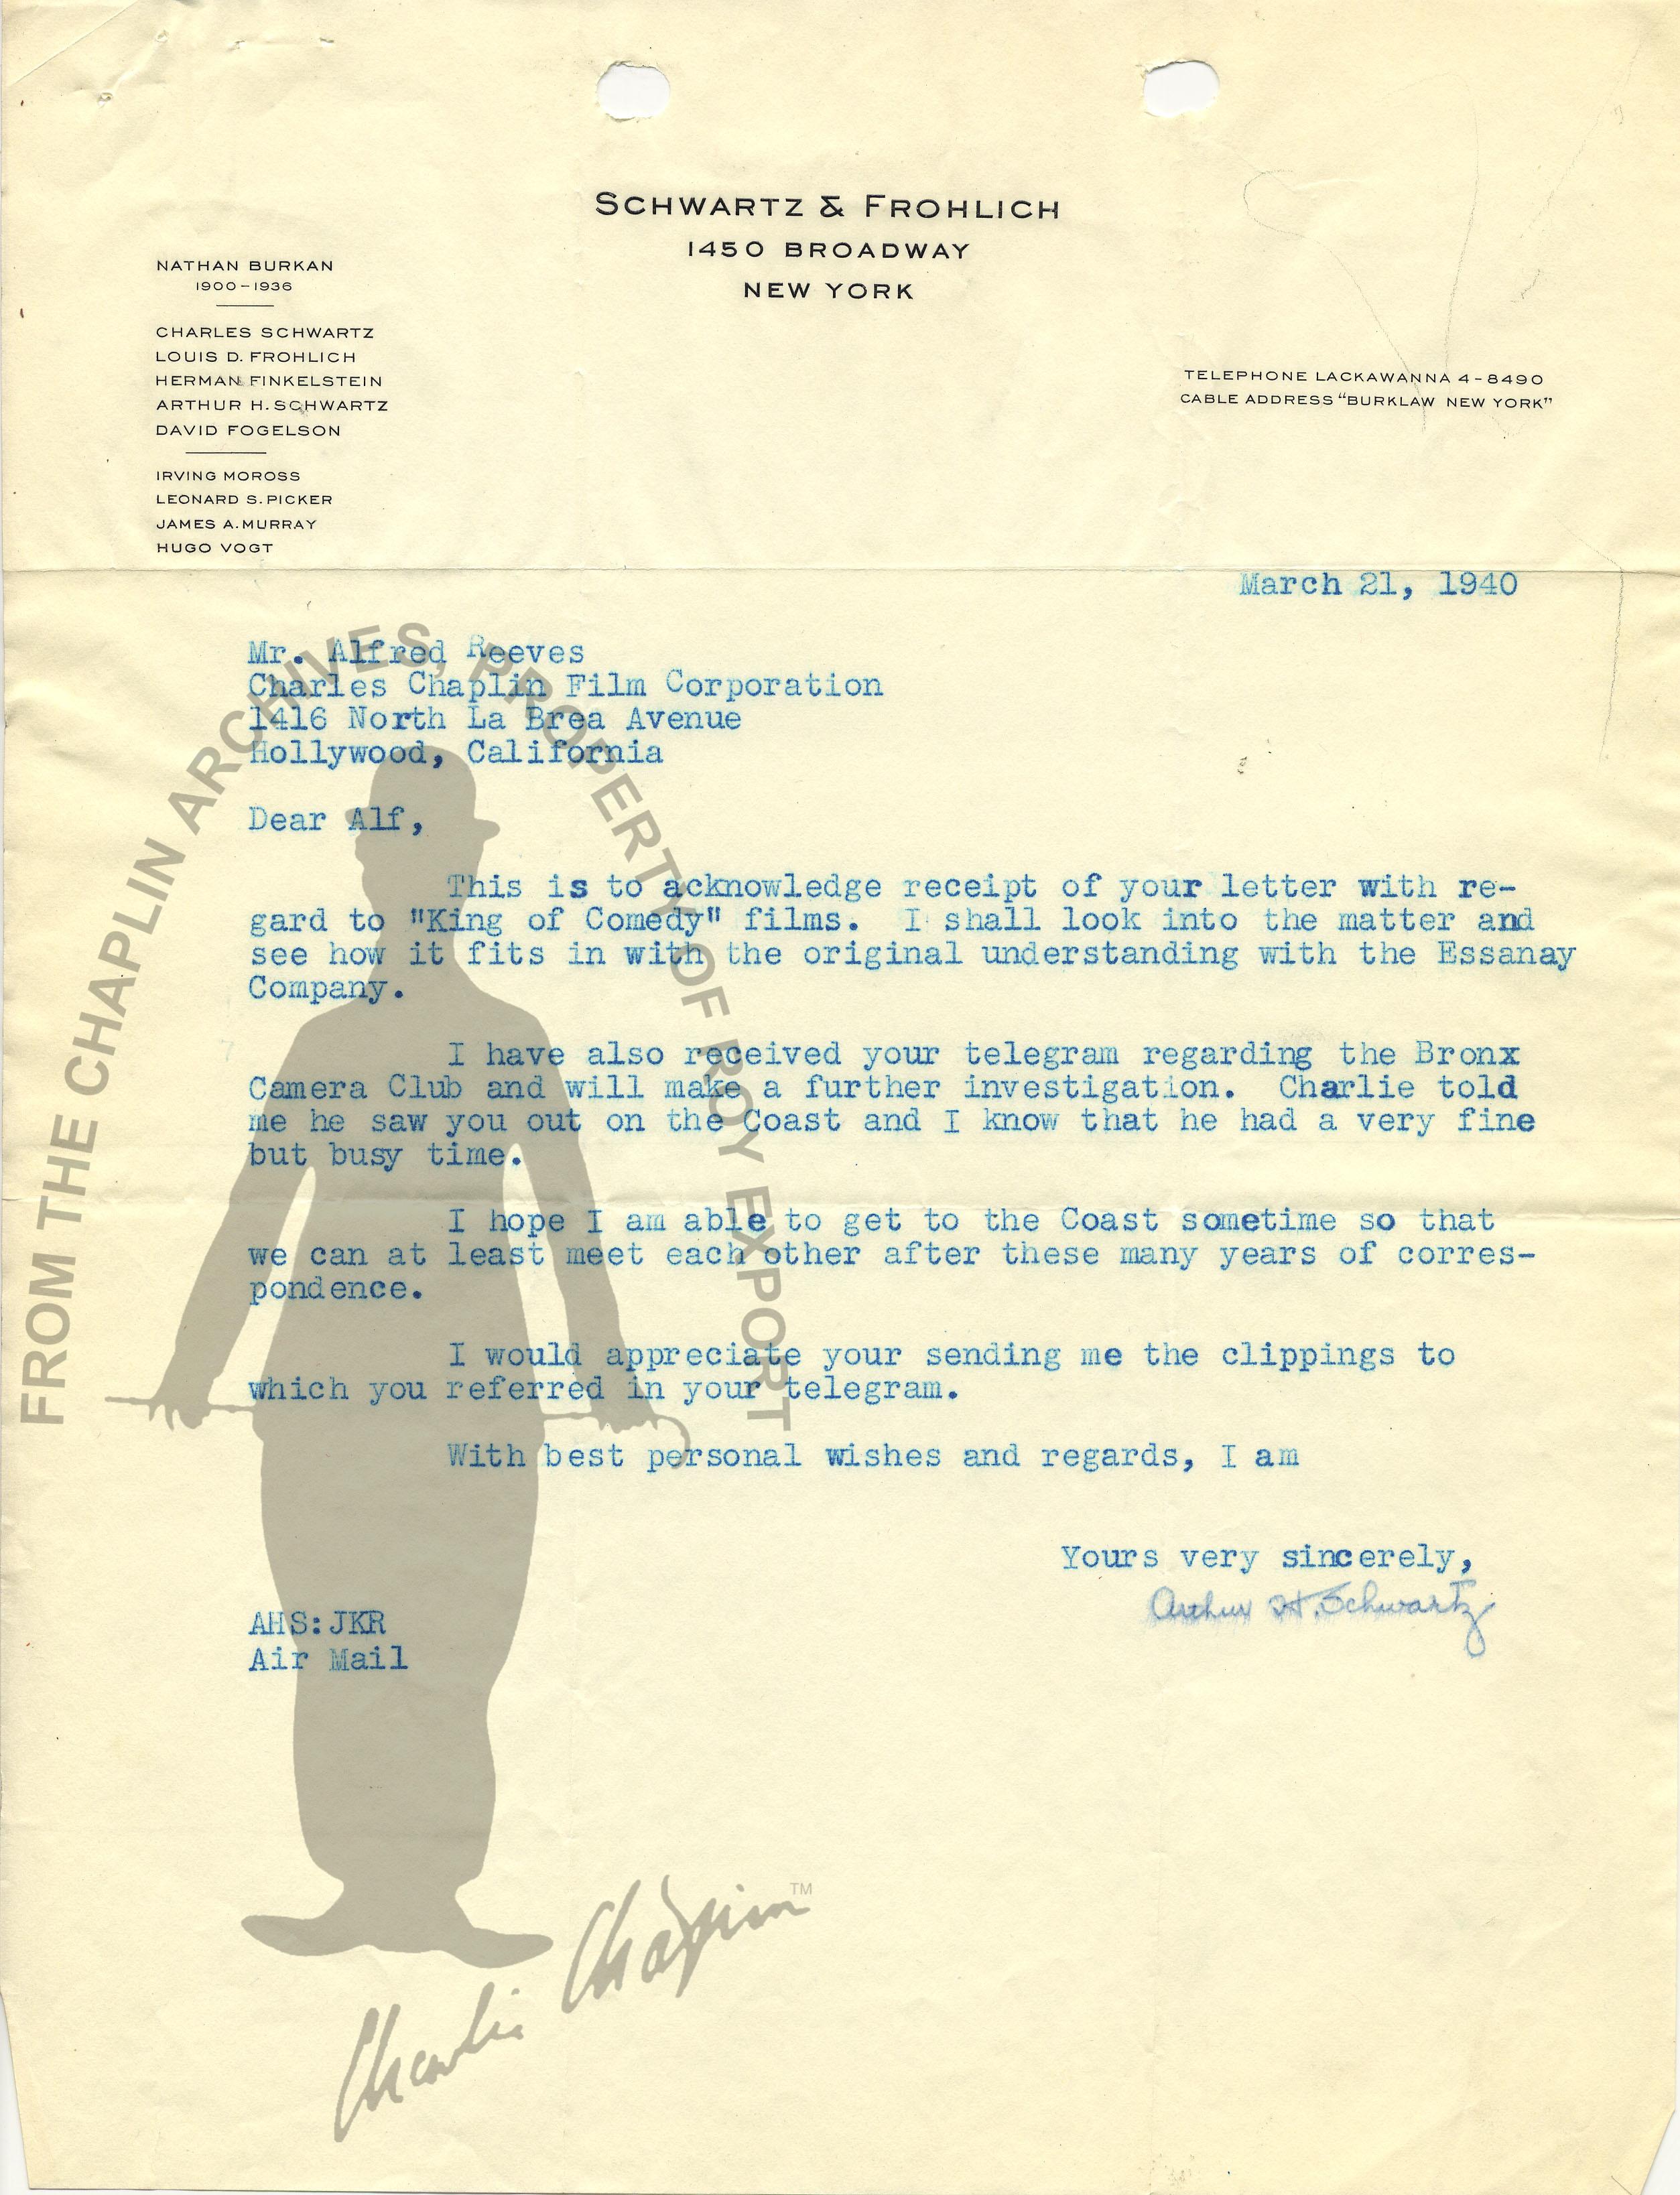 SCHWARTZ & FROHLICH
1450 BROADWAY
NEW YORK
NATHAN BURKAN
1900-1936
CHARLES SCHWARTZ
LOUIS D. FROHLICH
HERMAN FINKELSTEIN
ARTHUR H. SCHWARTZ
DAVID FOGELSON
IRVING MOROSS
LEONARD S. PICKER
JAMES A. MURRAY
HUGO VOGT
TELEPHONE LACKAWANNA 4-8490
CABLE ADDRESS "BURKLAW NEW YORK"
March 21, 1940
Mr. Alfred Reeves
Charles Chaplin Film Corporation
1416 North La Brea Avenue
Hollywood, California
Dear Alf,
This is to acknowledge receipt of your letter with re-
gard to "King of Comedy" films. I shall look into the matter and
see how it fits in with the original understanding with the Essanay
Company.
I have also received your telegram regarding the Bronx
Camera Club and will make a further investigation. Charlie told
me he saw you out on the Coast and I know that he had a very fine
but busy time.
I hope I am able to get to the Coast sometime so that
we can at least meet each other after these many years of corres-
pondence.
I would appreciate your sending me the clippings to
which you referred in your telegram.
With best personal wishes and regards, I am
Yours very sincerely,
Arthur H. Schwartz
AHS:JKR
Air Mail
FROM THE CHAPLIN ARCHIVES, PROPERTY OF ROY EXPORT
Charlie Chaplin TM